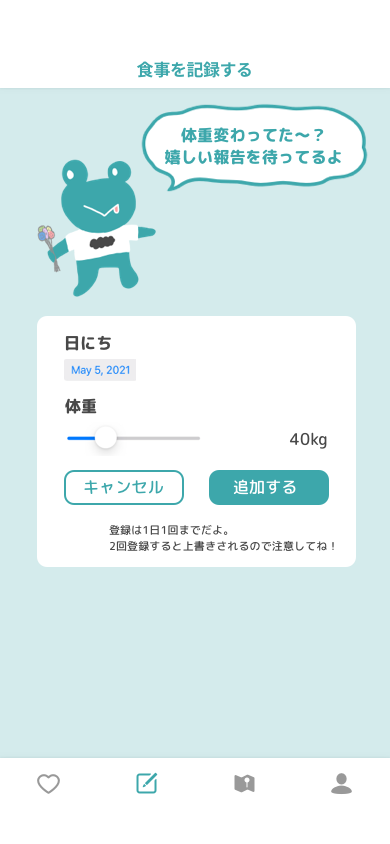 食事を記録する
体重変わってた〜？
嬉しい報告を待ってるよ
日にち
May 5, 2021
体重
40kg
キャンセル
追加する
登録は1日1回までだよ。
2回登録すると上書きされるので注意してね！